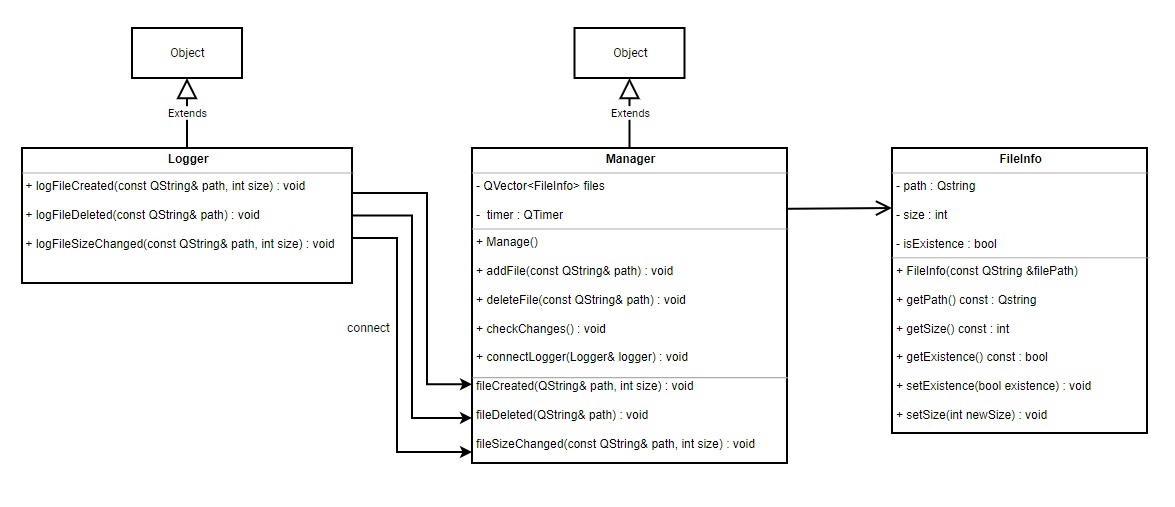 Object
Extends
Logger
+ logFileCreated(const QString& path, int size) : void
+ logFileDeleted(const QString& path) : void
+ logFileSizeChanged(const QString& path, int size) : void
connect
Object
Extends
Manager
- QVector<FileInfo> files
- timer : QTimer
+ Manage()
+ addFile(const QString& path) : void
+ deleteFile(const QString& path) : void
+ checkChanges() : void
+ connectLogger(Logger& logger) : void
fileCreated(QString& path, int size) : void
fileDeleted(QString& path) : void
fileSizeChanged(const QString& path, int size) : void
FileInfo
- path : Qstring
- size : int
- isExistence : bool
+ FileInfo(const QString &filePath)
+ getPath() const : Qstring
+ getSize() const : int
+ getExistence() const : bool
+ setExistence(bool existence) : void
+ setSize(int newSize) : void